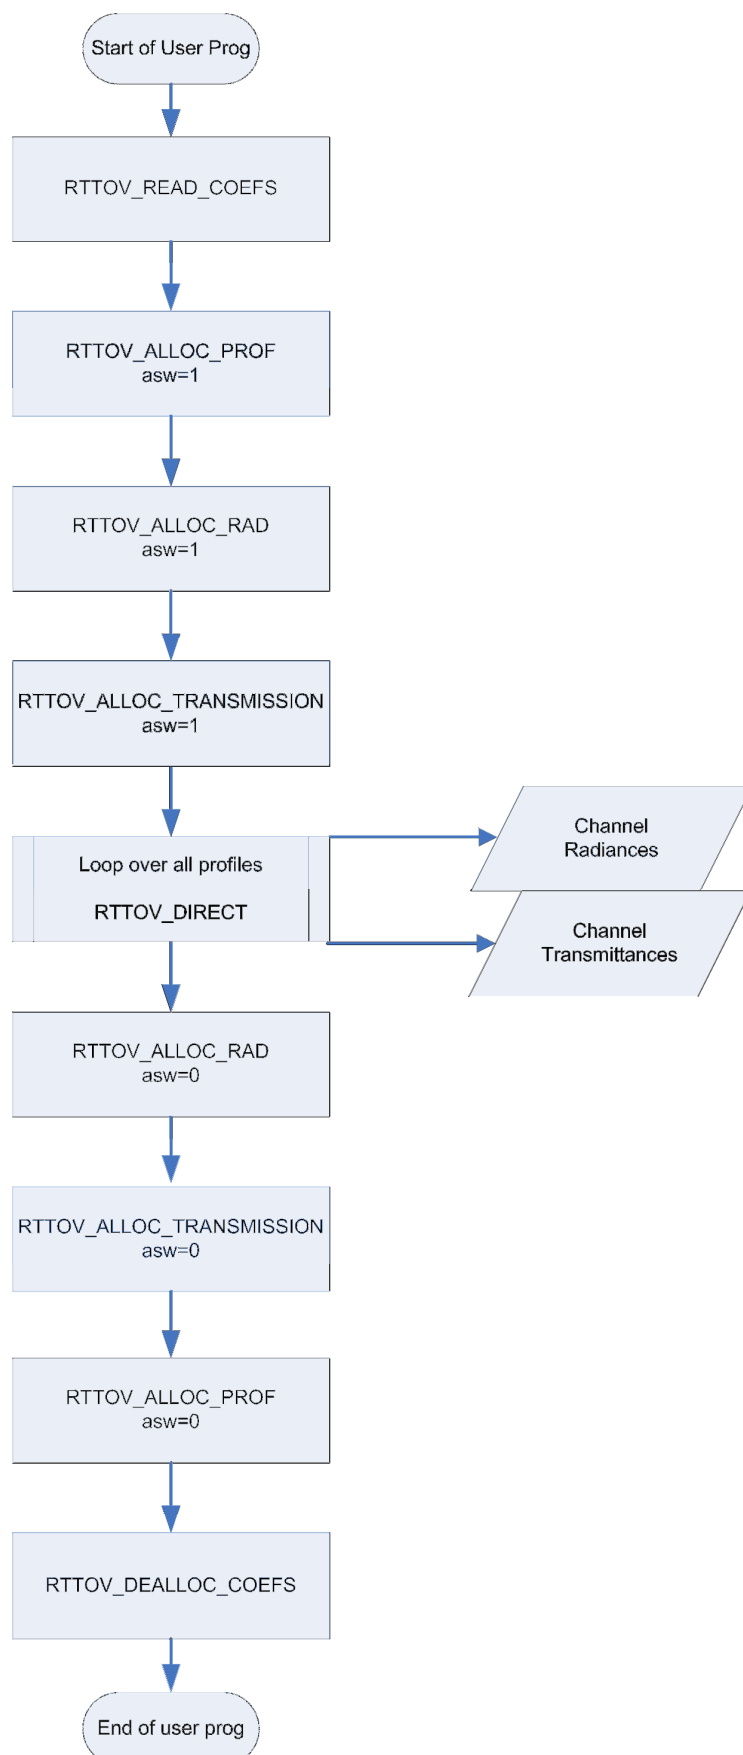 Start of User Prog
RTTOV_READ_COEFS
RTTOV_ALLOC_PROF
asw=1
RTTOV_ALLOC_RAD
asw=1
RTTOV_ALLOC_TRANSMISSION
asw=1
Loop over all profiles
RTTOV_DIRECT
Channel
Radiances
Channel
Transmittances
RTTOV_ALLOC_RAD
asw=0
RTTOV_ALLOC_TRANSMISSION
asw=0
RTTOV_ALLOC_PROF
asw=0
RTTOV_DEALLOC_COEFS
End of user prog